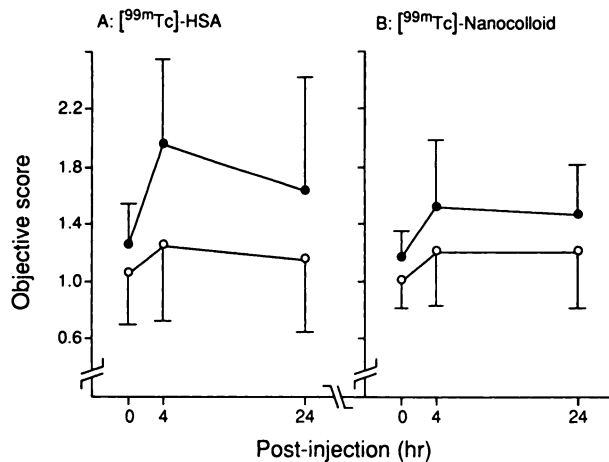 A: [⁹⁹ᵐTc]-HSA
B: [⁹⁹ᵐTc]-Nanocolloid
Objective score
2.2
1.8
1.4
1.0
0.6
0 4 24
0 4 24
Post-injection (hr)